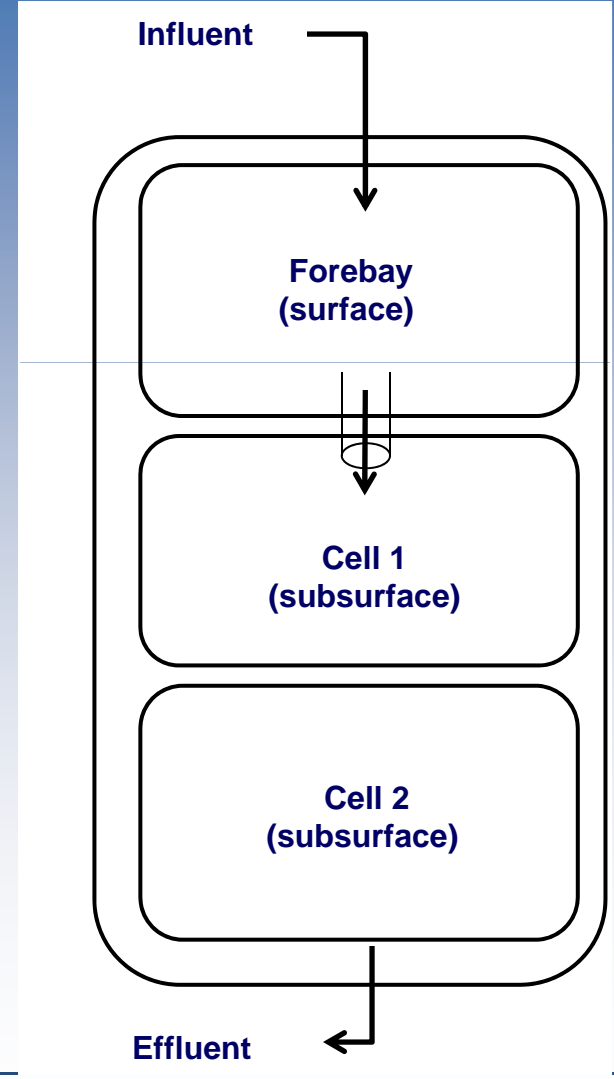 Influent
Forebay
(surface)
Cell 1
(subsurface)
Cell 2
(subsurface)
Effluent